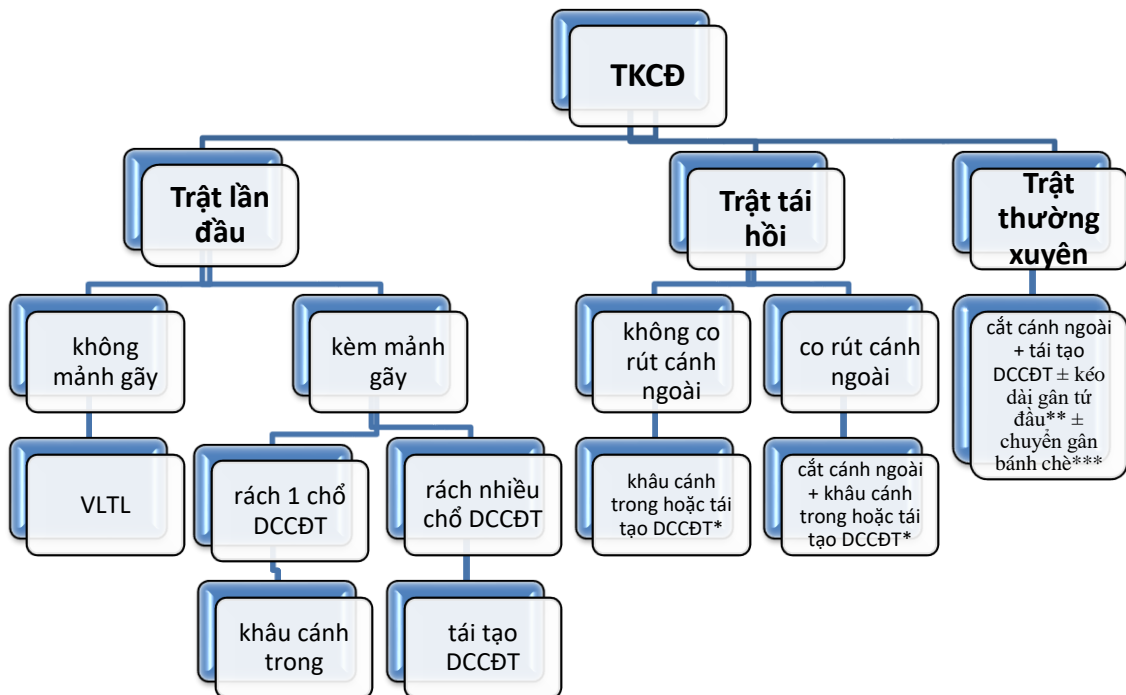 TKCĐ
Trật lần
đầu
Trật tái
hồi
Trật
thường
xuyên
không
mảnh gãy
kèm mảnh
gãy
không co
rút cánh
ngoài
co rút cánh
ngoài
cắt cánh ngoài
+ tái tạo
DCCĐT ± kéo
dài gân tứ
đầu** ±
chuyển gân
bánh chè***
VLTL
rách 1 chổ
DCCĐT
rách nhiều
chổ DCCĐT
khâu cánh
trong hoặc tái
tạo DCCĐT*
cắt cánh ngoài
+ khâu cánh
trong hoặc tái
tạo DCCĐT*
khâu cánh
trong
tái tạo
DCCĐT